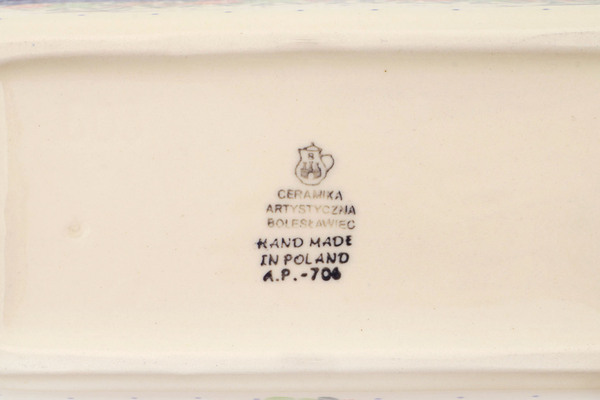 CERAMIKA
ARTYSTYCZNA
BOLESŁAWIEC
HAND MADE
IN POLAND
A.P.-706